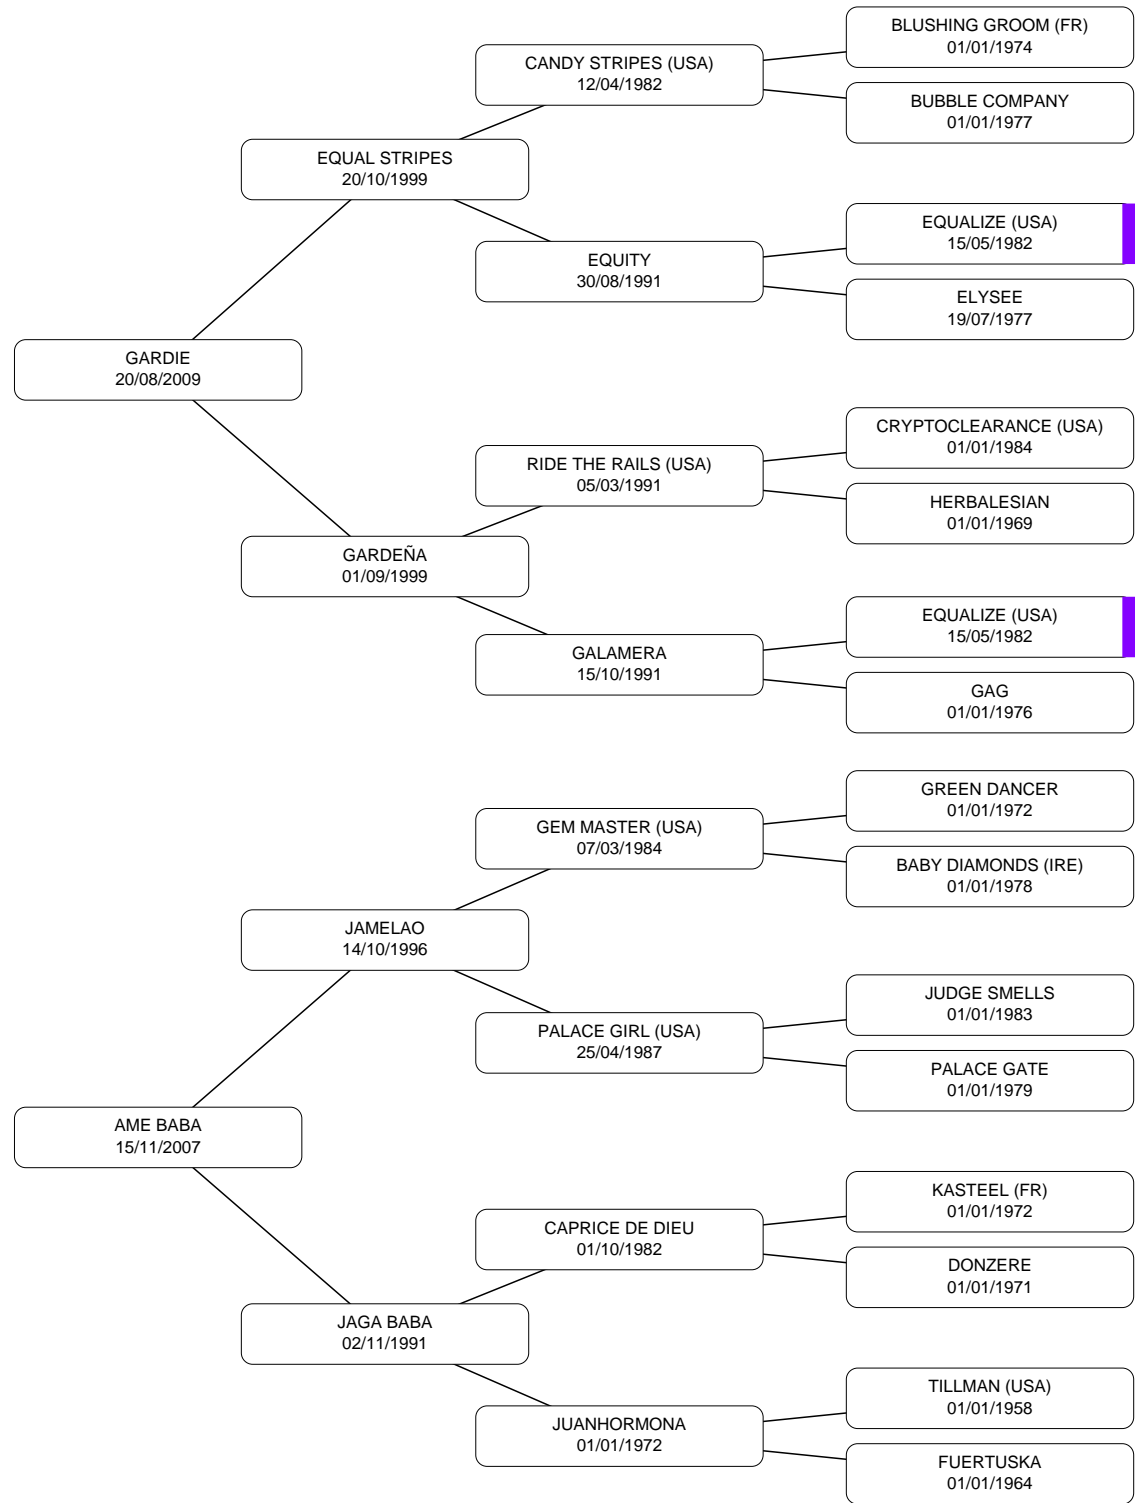 BLUSHING GROOM (FR)
01/01/1974
CANDY STRIPES (USA)
12/04/1982
BUBBLE COMPANY
01/01/1977
EQUAL STRIPES
20/10/1999
EQUALIZE (USA)
15/05/1982
EQUITY
30/08/1991
ELYSEE
19/07/1977
GARDIE
20/08/2009
CRYPTOCLEARANCE (USA)
01/01/1984
RIDE THE RAILS (USA)
05/03/1991
HERBALESIAN
01/01/1969
GARDEÑA
01/09/1999
EQUALIZE (USA)
15/05/1982
GALAMERA
15/10/1991
GAG
01/01/1976
GREEN DANCER
01/01/1972
GEM MASTER (USA)
07/03/1984
BABY DIAMONDS (IRE)
01/01/1978
JAMELAO
14/10/1996
JUDGE SMELLS
01/01/1983
PALACE GIRL (USA)
25/04/1987
PALACE GATE
01/01/1979
AME BABA
15/11/2007
KASTEEL (FR)
01/01/1972
CAPRICE DE DIEU
01/10/1982
DONZERE
01/01/1971
JAGA BABA
02/11/1991
TILLMAN (USA)
01/01/1958
JUANHORMONA
01/01/1972
FUERTUSKA
01/01/1964